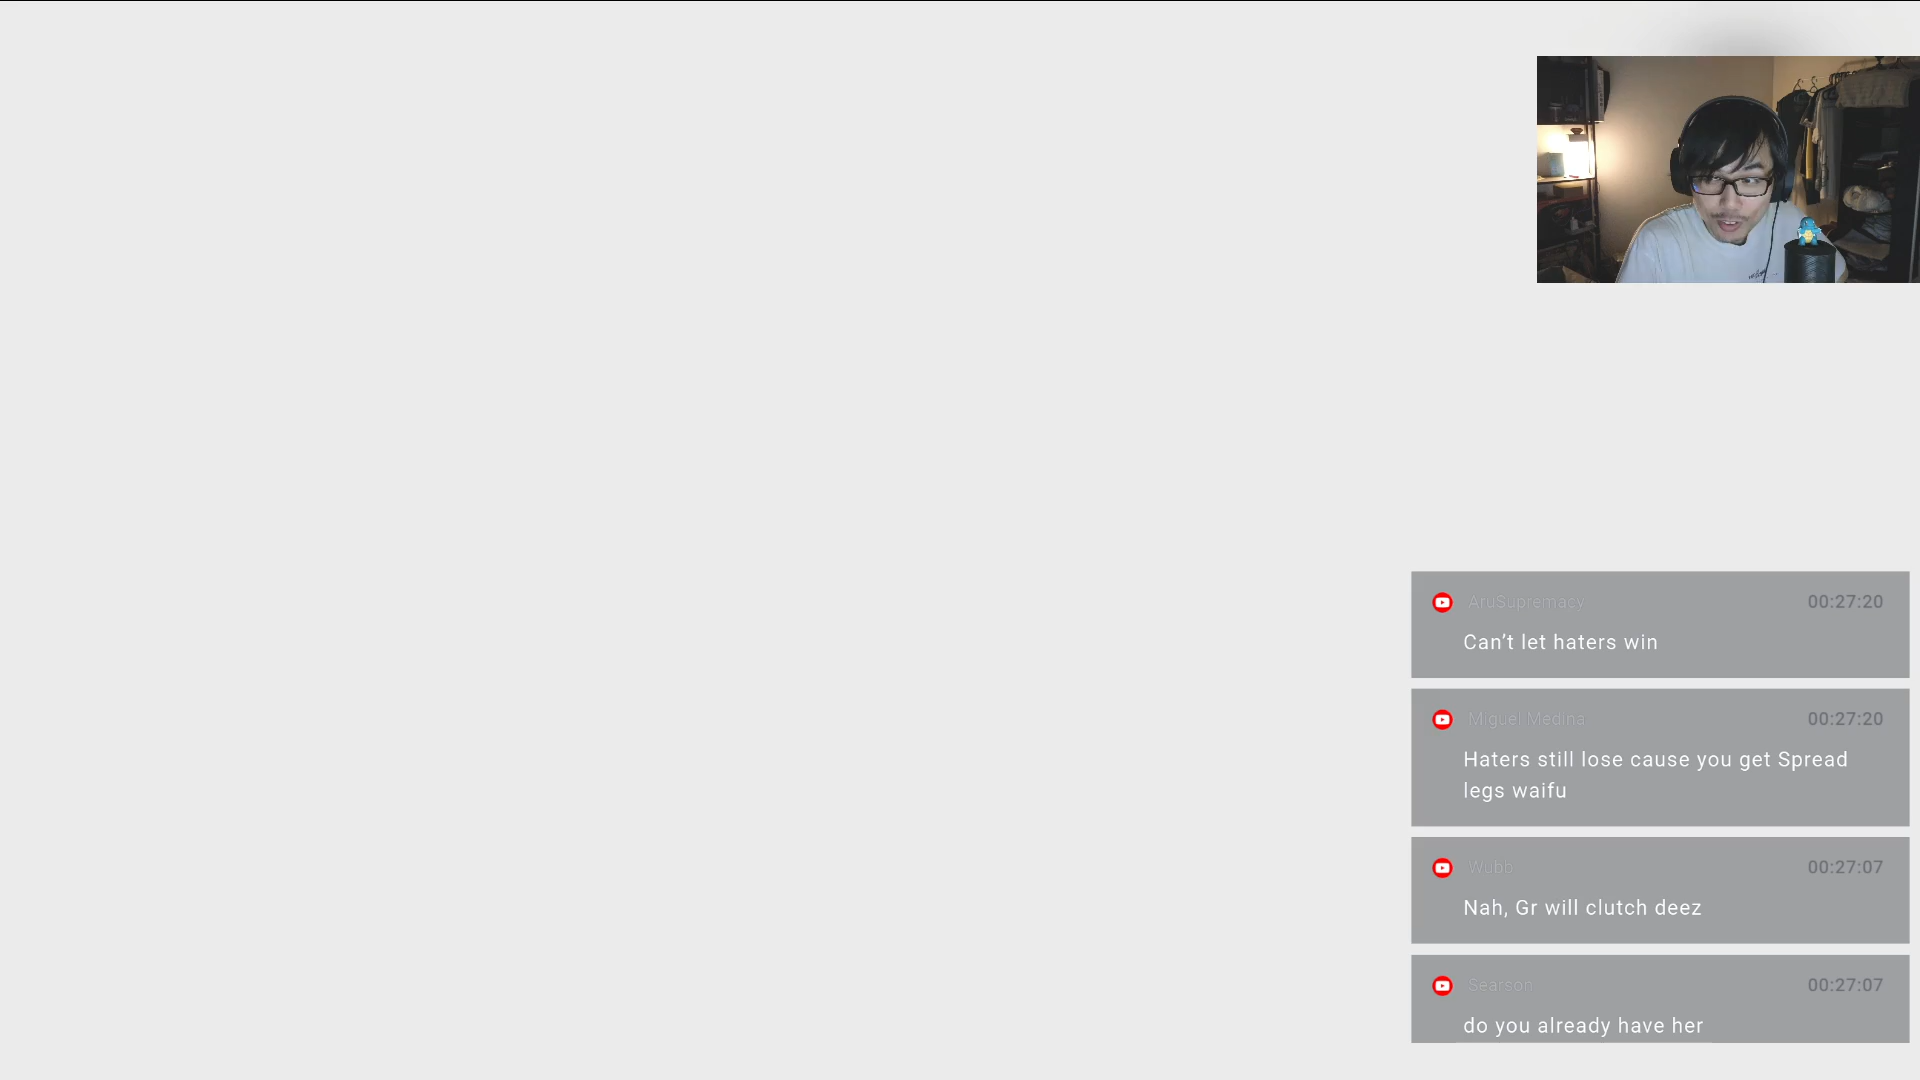 AruSupremacy 00:27:20
Can't let haters win
Miguel Medina 00:27:20
Haters still lose cause you get Spread
legs waifu
Wubb 00:27:07
Nah, Gr will clutch deez
Searson 00:27:07
do you already have her